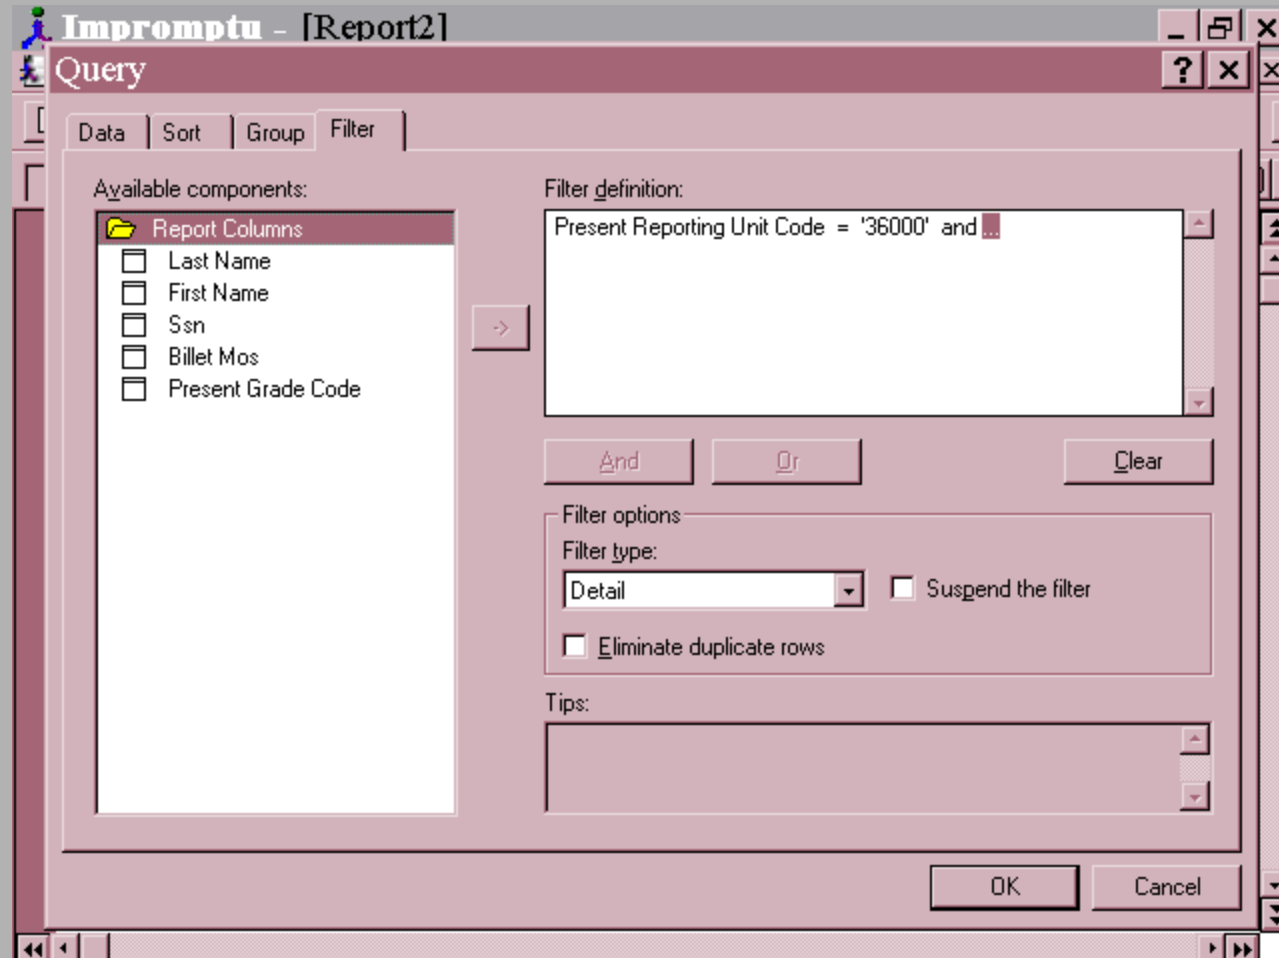 Impromptu - [Report2]
Query
Data
Sort
Group
Filter
Available components:
Report Columns
Last Name
First Name
Ssn
Billet Mos
Present Grade Code
->
Filter definition:
Present Reporting Unit Code = '36000' and ...
And
Or
Clear
Filter options
Filter type:
Detail
Suspend the filter
Eliminate duplicate rows
Tips:
OK
Cancel